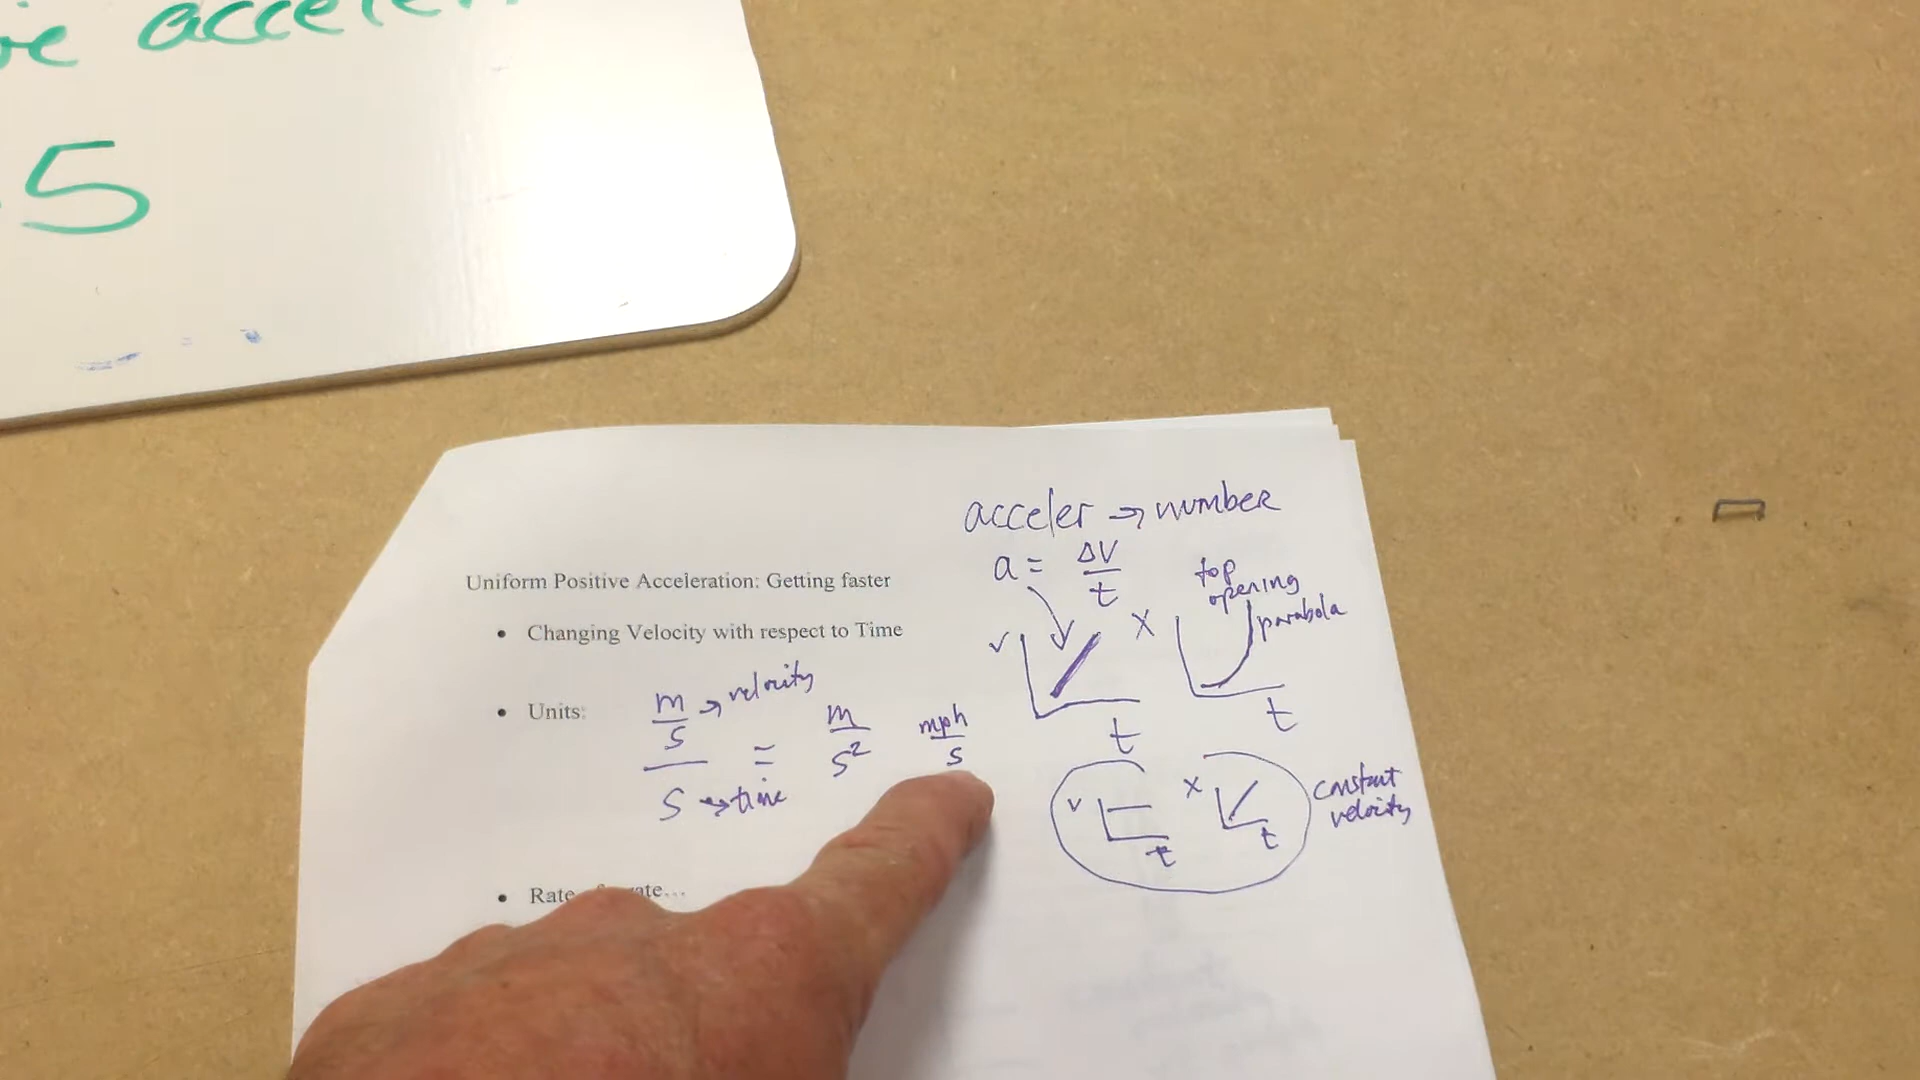 acceler
5
acceler → number
a = ΔV
t
top
opening
parabola
v
t
x
t
Uniform Positive Acceleration: Getting faster
• Changing Velocity with respect to Time
• Units:
m → velocity
s
s → time
=
m
s²
mph
s
v
t
x
t
constant
velocity
• Rate